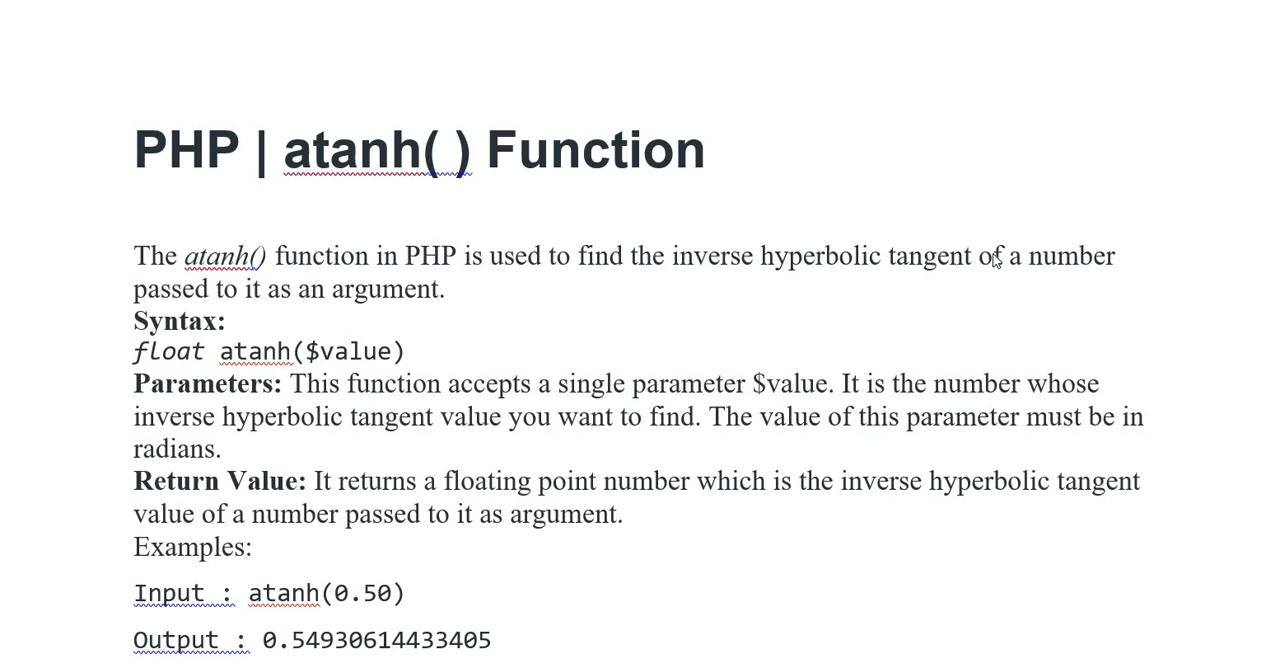 PHP | atanh( ) Function
The atanh() function in PHP is used to find the inverse hyperbolic tangent of a number
passed to it as an argument.
Syntax:
float atanh($value)
Parameters: This function accepts a single parameter $value. It is the number whose
inverse hyperbolic tangent value you want to find. The value of this parameter must be in
radians.
Return Value: It returns a floating point number which is the inverse hyperbolic tangent
value of a number passed to it as argument.
Examples:
Input : atanh(0.50)
Output : 0.54930614433405